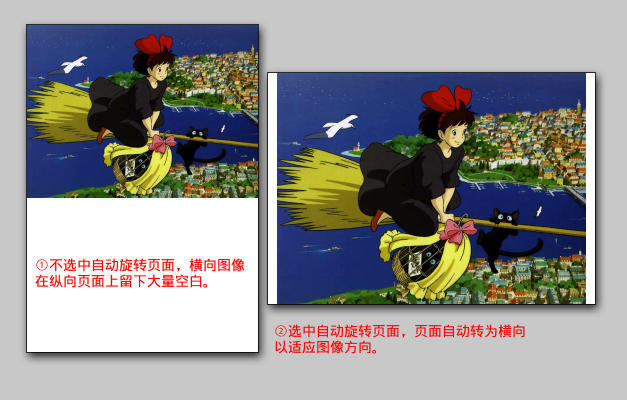 ①不选中自动旋转页面，横向图像
在纵向页面上留下大量空白。
②选中自动旋转页面，页面自动转为横向
以适应图像方向。